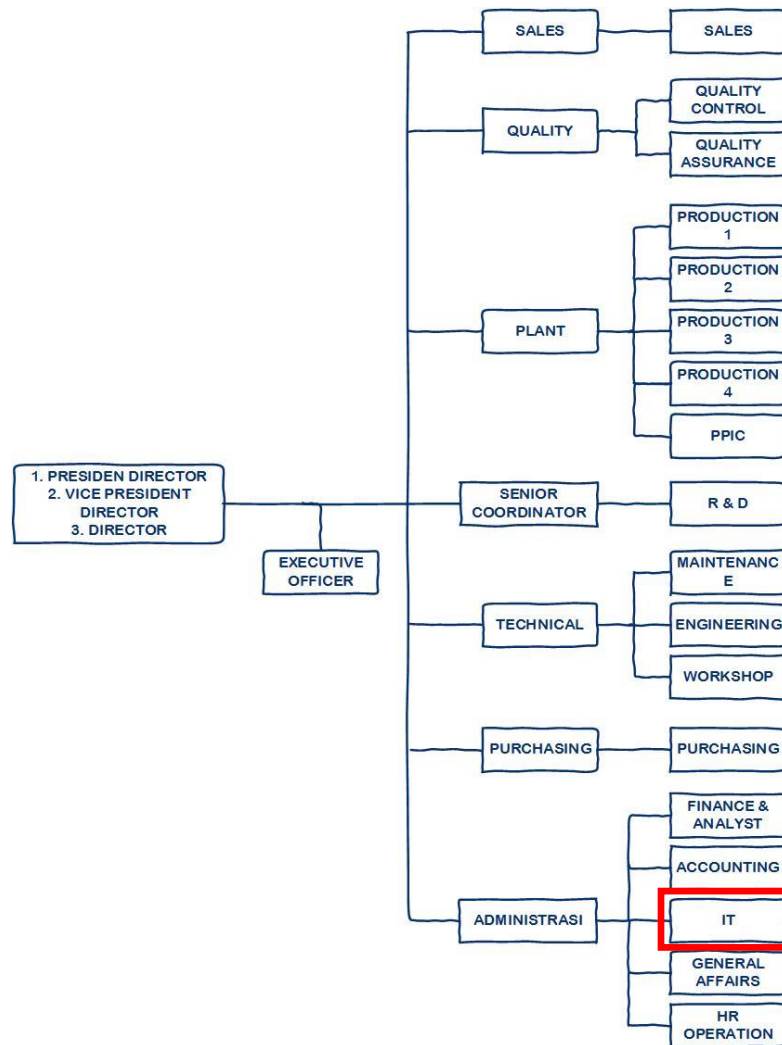 SALES
SALES
QUALITY
QUALITY
CONTROL
QUALITY
ASSURANCE
PLANT
PRODUCTION
1
PRODUCTION
2
PRODUCTION
3
PRODUCTION
4
PPIC
1. PRESIDEN DIRECTOR
2. VICE PRESIDENT
DIRECTOR
3. DIRECTOR
EXECUTIVE
OFFICER
SENIOR
COORDINATOR
R & D
TECHNICAL
MAINTENANC
E
ENGINEERING
WORKSHOP
PURCHASING
PURCHASING
ADMINISTRASI
FINANCE &
ANALYST
ACCOUNTING
IT
GENERAL
AFFAIRS
HR
OPERATION